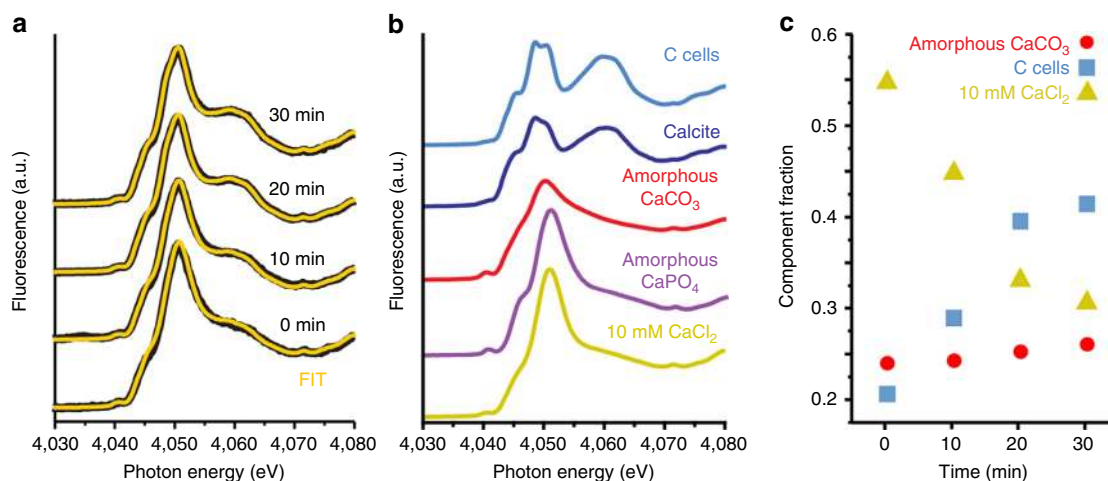 a
30 min
20 min
10 min
0 min
FIT
Fluorescence (a.u.)
4,030 4,040 4,050 4,060 4,070 4,080
Photon energy (eV)
b
C cells
Calcite
Amorphous
CaCO₃
Amorphous
CaPO₄
10 mM CaCl₂
Fluorescence (a.u.)
4,030 4,040 4,050 4,060 4,070 4,080
Photon energy (eV)
c
Amorphous CaCO₃
C cells
10 mM CaCl₂
0.6
0.5
0.4
0.3
0.2
Component fraction
0 10 20 30
Time (min)